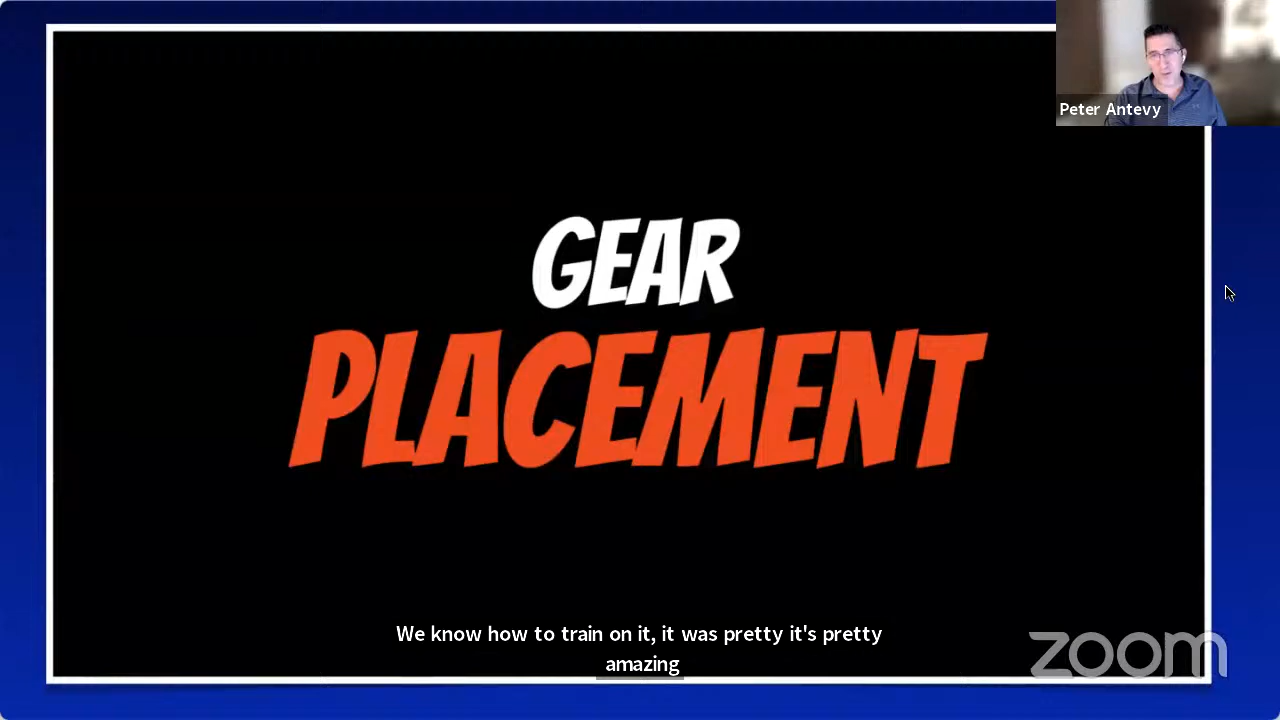 Peter Antevy
GEAR
PLACEMENT
We know how to train on it, it was pretty it's pretty
amazing
zoom